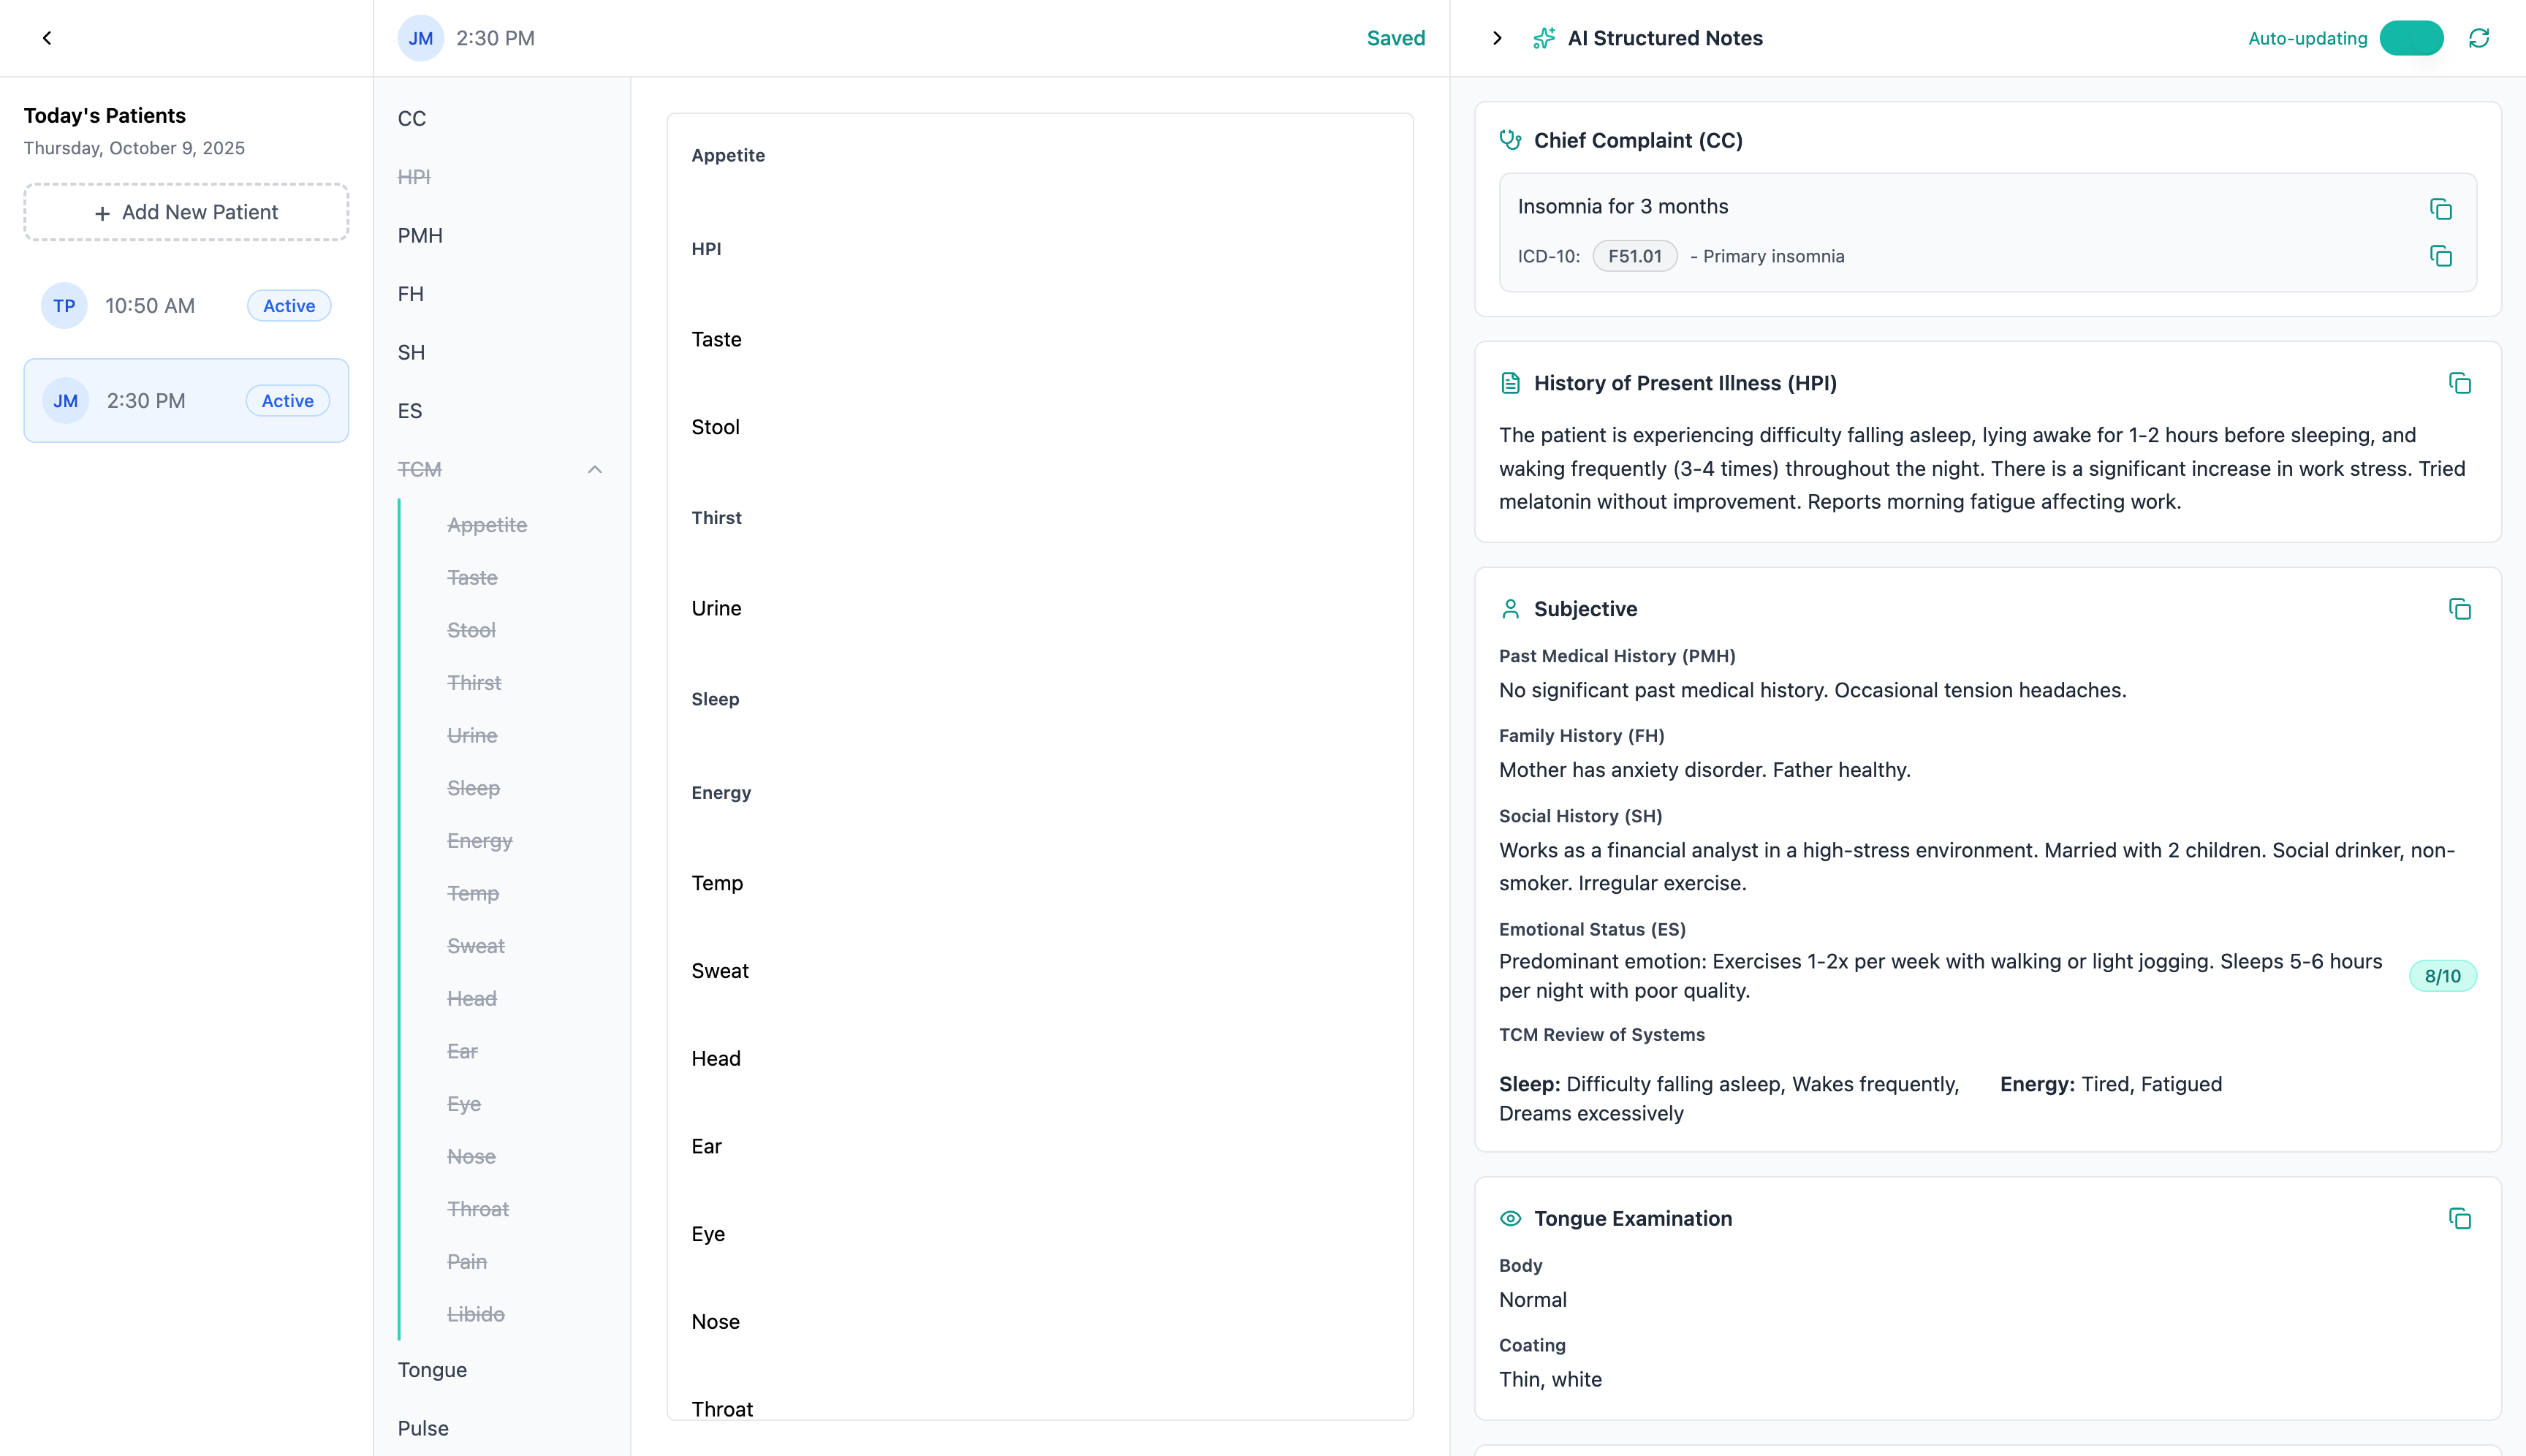 Today's Patients
Thursday, October 9, 2025
+ Add New Patient
TP 10:50 AM Active
JM 2:30 PM Active
JM 2:30 PM Saved
CC
HPI
PMH
FH
SH
ES
TCM
Appetite
Taste
Stool
Thirst
Urine
Sleep
Energy
Temp
Sweat
Head
Ear
Eye
Nose
Throat
Pain
Libido
Tongue
Pulse
Appetite
HPI
Taste
Stool
Thirst
Urine
Sleep
Energy
Temp
Sweat
Head
Ear
Eye
Nose
Throat
AI Structured Notes Auto-updating
Chief Complaint (CC)
Insomnia for 3 months
ICD-10: F51.01 - Primary insomnia
History of Present Illness (HPI)
The patient is experiencing difficulty falling asleep, lying awake for 1-2 hours before sleeping, and
waking frequently (3-4 times) throughout the night. There is a significant increase in work stress. Tried
melatonin without improvement. Reports morning fatigue affecting work.
Subjective
Past Medical History (PMH)
No significant past medical history. Occasional tension headaches.
Family History (FH)
Mother has anxiety disorder. Father healthy.
Social History (SH)
Works as a financial analyst in a high-stress environment. Married with 2 children. Social drinker, non-
smoker. Irregular exercise.
Emotional Status (ES)
Predominant emotion: Exercises 1-2x per week with walking or light jogging. Sleeps 5-6 hours
per night with poor quality.
8/10
TCM Review of Systems
Sleep: Difficulty falling asleep, Wakes frequently,
Dreams excessively
Energy: Tired, Fatigued
Tongue Examination
Body
Normal
Coating
Thin, white